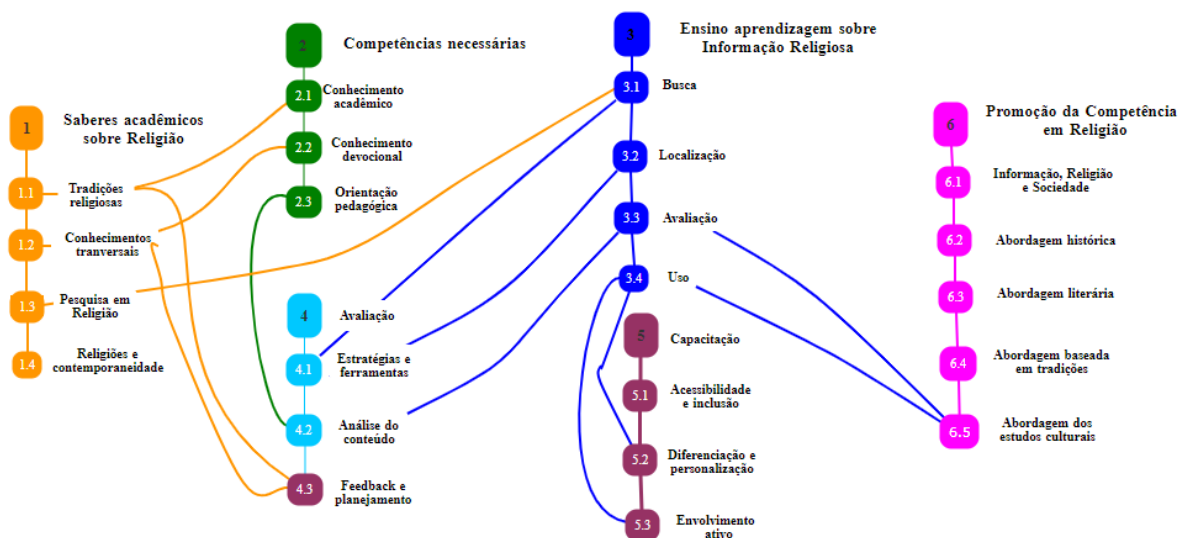 1
Saberes acadêmicos
sobre Religião
1.1
Tradições
religiosas
1.2
Conhecimentos
tranversais
1.3
Pesquisa em
Religião
1.4
Religiões e
contemporaneidade
2
Competências necessárias
2.1
Conhecimento
acadêmico
2.2
Conhecimento
devocional
2.3
Orientação
pedagógica
3
Ensino aprendizagem sobre
Informação Religiosa
3.1
Busca
3.2
Localização
3.3
Avaliação
3.4
Uso
4
Avaliação
4.1
Estratégias e
ferramentas
4.2
Análise do
conteúdo
4.3
Feedback e
planejamento
5
Capacitação
5.1
Acessibilidade
e inclusão
5.2
Diferenciação e
personalização
5.3
Envolvimento
ativo
6
Promoção da Competência
em Religião
6.1
Informação, Religião
e Sociedade
6.2
Abordagem histórica
6.3
Abordagem literária
6.4
Abordagem baseada
em tradições
6.5
Abordagem dos
estudos culturais